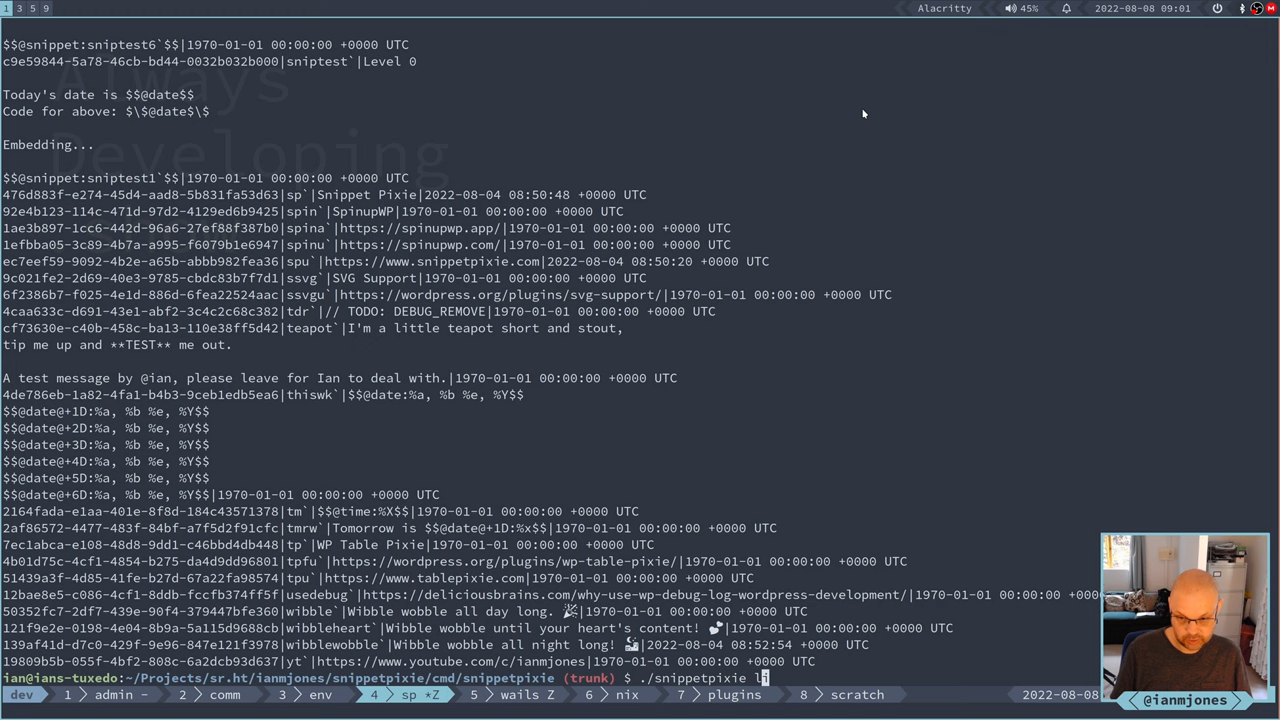 1 3 5 9
Alacritty 45% 2022-08-08 09:01
Always
Developing
$$@snippet:sniptest6`$$|1970-01-01 00:00:00 +0000 UTC
c9e59844-5a78-46cb-bd44-0032b032b000|sniptest`|Level 0
Today's date is $$@date$$
Code for above: $\$@date$\$
Embedding...
$$@snippet:sniptest1`$$|1970-01-01 00:00:00 +0000 UTC
476d883f-e274-45d4-aad8-5b831fa53d63|sp`|Snippet Pixie|2022-08-04 08:50:48 +0000 UTC
92e4b123-114c-471d-97d2-4129ed6b9425|spin`|SpinupWP|1970-01-01 00:00:00 +0000 UTC
1ae3b897-1cc6-442d-96a6-27ef88f387b0|spina`|https://spinupwp.app/|1970-01-01 00:00:00 +0000 UTC
1efbba05-3c89-4b7a-a995-f6079b1e6947|spinu`|https://spinupwp.com/|1970-01-01 00:00:00 +0000 UTC
ec7eef59-9092-4b2e-a65b-abbb982fea36|spu`|https://www.snippetpixie.com|2022-08-04 08:50:20 +0000 UTC
9c021fe2-2d69-40e3-9785-cbdc83b7f7d1|ssvg`|SVG Support|1970-01-01 00:00:00 +0000 UTC
6f2386b7-f025-4e1d-886d-6fea22524aac|ssvgu`|https://wordpress.org/plugins/svg-support/|1970-01-01 00:00:00 +0000 UTC
4caa633c-d691-43e1-abf2-3c4c2c68c382|tdr`|// TODO: DEBUG_REMOVE|1970-01-01 00:00:00 +0000 UTC
cf73630e-c40b-458c-ba13-110e38ff5d42|teapot`|I'm a little teapot short and stout,
tip me up and **TEST** me out.
A test message by @ian, please leave for Ian to deal with.|1970-01-01 00:00:00 +0000 UTC
4de786eb-1a82-4fa1-b4b3-9ceb1edb5ea6|thiswk`|$$@date:%a, %b %e, %Y$$
$$@date@+1D:%a, %b %e, %Y$$
$$@date@+2D:%a, %b %e, %Y$$
$$@date@+3D:%a, %b %e, %Y$$
$$@date@+4D:%a, %b %e, %Y$$
$$@date@+5D:%a, %b %e, %Y$$
$$@date@+6D:%a, %b %e, %Y$$|1970-01-01 00:00:00 +0000 UTC
2164fada-e1aa-401e-8f8d-184c43571378|tm`|$$@time:%X$$|1970-01-01 00:00:00 +0000 UTC
2af86572-4477-483f-84bf-a7f5d2f91cfc|tmrw`|Tomorrow is $$@date@+1D:%x$$|1970-01-01 00:00:00 +0000 UTC
7ec1abca-e108-48d8-9dd1-c46bbd4db448|tp`|WP Table Pixie|1970-01-01 00:00:00 +0000 UTC
4b01d75c-4cf1-4854-b275-da4d9dd96801|tpfu`|https://wordpress.org/plugins/wp-table-pixie/|1970-01-01 00:00:00 +0000 UTC
51439a3f-4d85-41fe-b27d-67a22fa98574|tpu`|https://www.tablepixie.com|1970-01-01 00:00:00 +0000 UTC
12bae8e5-c086-4cf1-8ddb-fccfb374ff5f|usedebug`|https://deliciousbrains.com/why-use-wp-debug-log-wordpress-development/|1970-01-01 00:00:00 +000
50352fc7-2df7-439e-90f4-379447bfe360|wibble`|Wibble wobble all day long. 🎉|1970-01-01 00:00:00 +0000 UTC
121f9e2e-0198-4e04-8b9a-5a115d9688cb|wibbleheart`|Wibble wobble until your heart's content! 💕|1970-01-01 00:00:00 +0000 UTC
139af41d-d7c0-429f-9e96-847e121f3978|wibblewobble`|Wibble wobble all night long! |2022-08-04 08:52:54 +0000 UTC
19809b5b-055f-4bf2-808c-6a2dcb93d637|yt`|https://www.youtube.com/c/ianmjones|1970-01-01 00:00:00 +0000 UTC
ian@ians-tuxedo:~/Projects/sr.ht/ianmjones/snippetpixie/cmd/snippetpixie (trunk) $ ./snippetpixie li
dev 1 admin - 2 comm 3 env 4 sp *Z 5 wails Z 6 nix 7 plugins 8 scratch 2022-08-08
@ianmjones